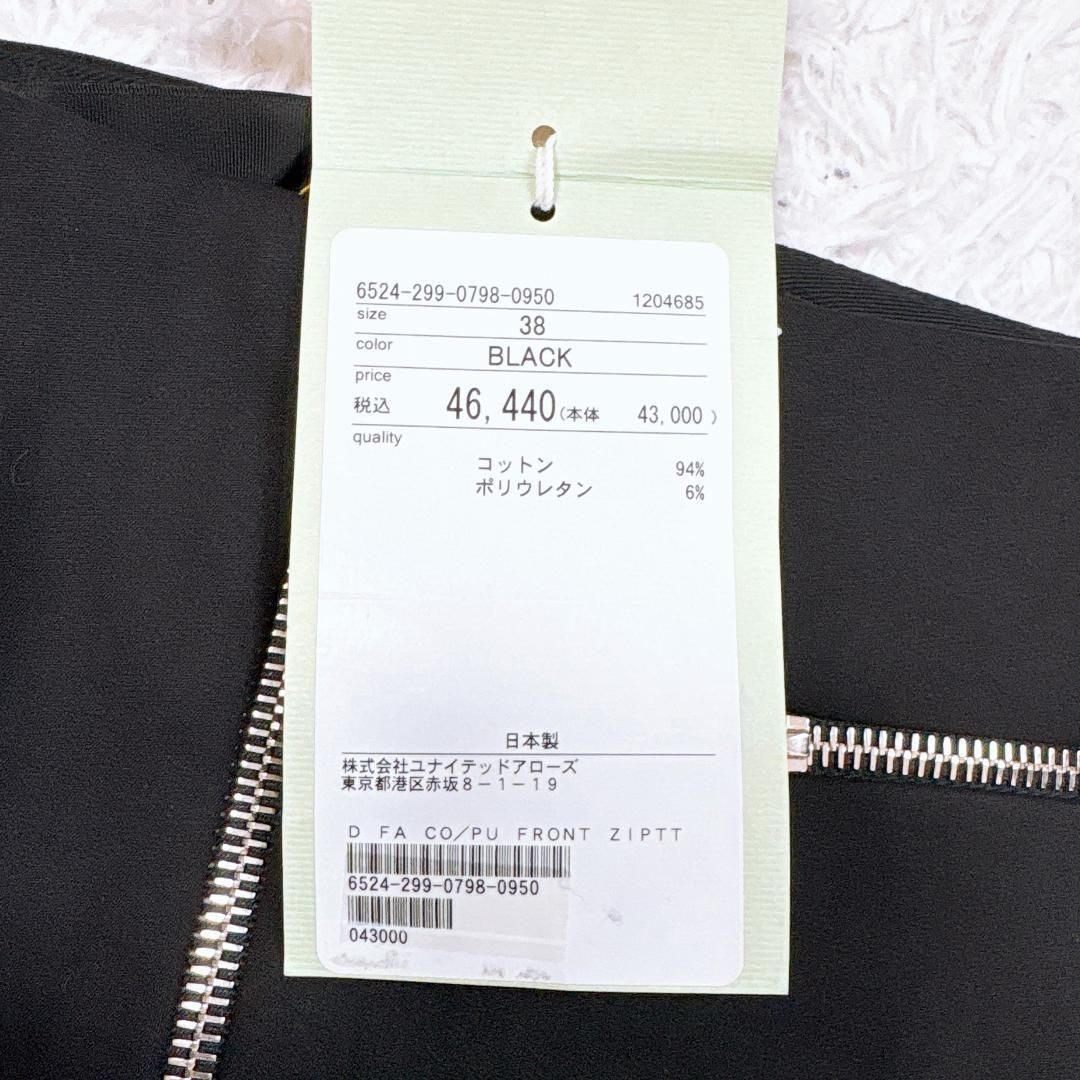 6524-299-0798-0950 1204685
size 38
color BLACK
price
税込 46,440(本体 43,000 )
quality
コットン 94%
ポリウレタン 6%
日本製
株式会社ユナイテッドアローズ
東京都港区赤坂8-1-19
D FA CO/PU FRONT ZIPTT
6524-299-0798-0950
043000